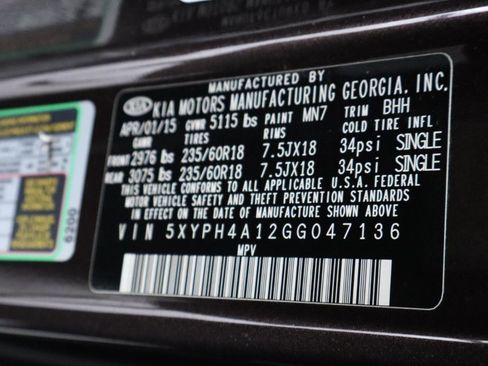 MANUFACTURED BY
KIA KIA MOTORS MANUFACTURING GEORGIA, INC.
APR/01/15 GVWR 5115 lbs PAINT MN7 TRIM BHH
GAWR TIRES RIMS COLD TIRE INFL
FRONT 2976 lbs 235/60R18 7.5JX18 34psi SINGLE
REAR 3075 lbs 235/60R18 7.5JX18 34psi SINGLE
THIS VEHICLE CONFORMS TO ALL APPLICABLE U.S.A. FEDERAL
MOTOR VEHICLE SAFETY AND THEFT PREVENTION STANDARDS
IN EFFECT ON THE DATE OF MANUFACTURE SHOWN ABOVE
VIN 5XYPH4A12GG047136
MPV
6200